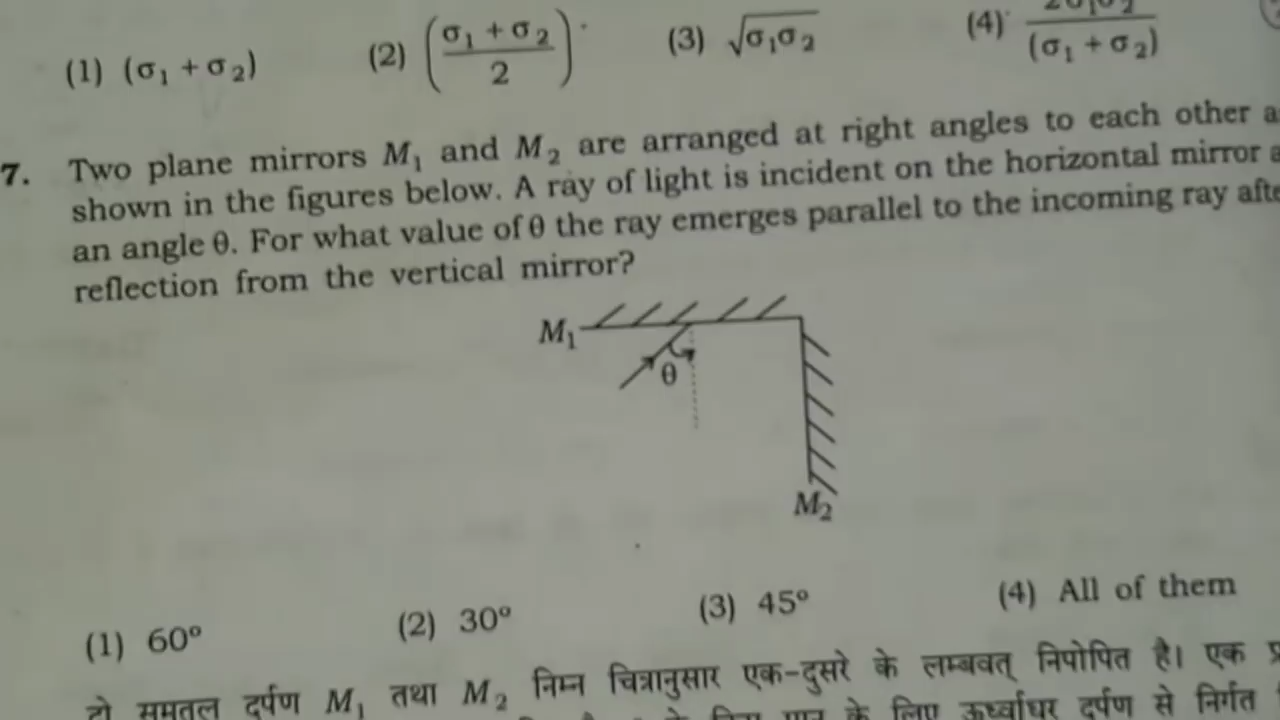 (1) (σ₁ + σ₂) (2) (σ₁ + σ₂ / 2) (3) √σ₁σ₂ (4) 2σ₁σ₂ / (σ₁ + σ₂)
7. Two plane mirrors M₁ and M₂ are arranged at right angles to each other
shown in the figures below. A ray of light is incident on the horizontal mirror
an angle θ. For what value of θ the ray emerges parallel to the incoming ray
reflection from the vertical mirror?
M₁
θ
M₂
(1) 60° (2) 30° (3) 45° (4) All of them
दो समतल दर्पण M₁ तथा M₂ निम्न चित्रानुसार एक-दुसरे के लम्बवत् निपोपित है। एक
के लिए ऊर्ध्वाधर दर्पण से निर्गत